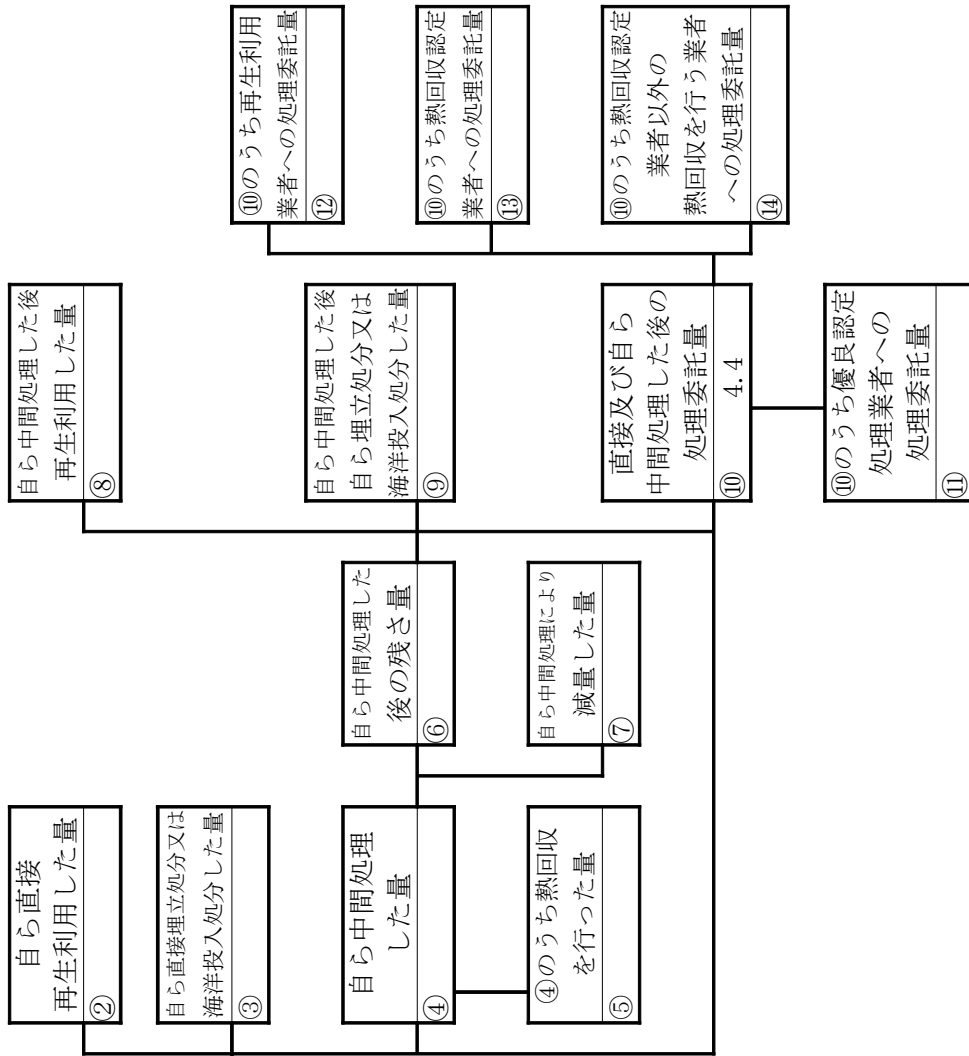 自ら直接
再生利用した量
②
自ら直接埋立処分又は
海洋投入処分した量
③
自ら中間処理
した量
④
④のうち熱回収
を行った量
⑤
自ら中間処理した
後の残さ量
⑥
自ら中間処理により
減量した量
⑦
自ら中間処理した後
再生利用した量
⑧
自ら中間処理した後
自ら埋立処分又は
海洋投入処分した量
⑨
直接及び自ら
中間処理した後の
処理委託量
⑩ 4.4
⑩のうち優良認定
処理業者への
処理委託量
⑪
⑩のうち再生利用
業者への処理委託量
⑫
⑩のうち熱回収認定
業者への処理委託量
⑬
⑩のうち熱回収認定
業者以外の
熱回収を行う業者
への処理委託量
⑭